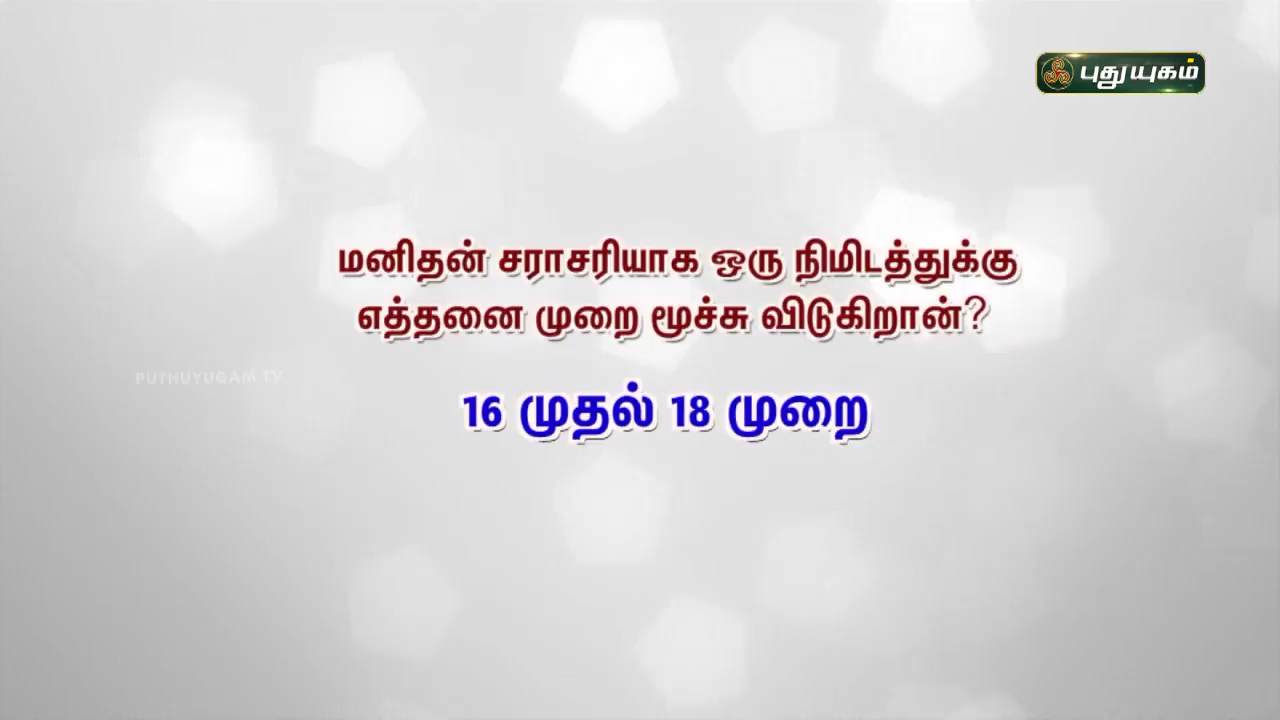 புதுயுகம்
மனிதன் சராசரியாக ஒரு நிமிடத்துக்கு
எத்தனை முறை மூச்சு விடுகிறான்?
PUTHUYUGAM TV
16 முதல் 18 முறை